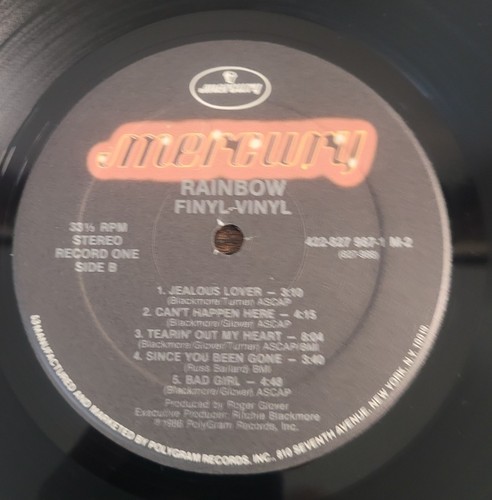 mercury
mercury
RAINBOW
FINYL-VINYL
33⅓ RPM
STEREO
RECORD ONE
SIDE B
422-827 987-1 M-2
1. JEALOUS LOVER — 3:10
(Blackmore/Turner) ASCAP
2. CAN'T HAPPEN HERE — 4:15
(Blackmore/Glover) ASCAP
3. TEARIN' OUT MY HEART — 8:04
(Blackmore/Glover/Turner) ASCAP/BMI
4. SINCE YOU BEEN GONE — 3:40
(Russ Ballard) BMI
5. BAD GIRL — 4:48
(Blackmore/Glover) ASCAP
Produced by Roger Glover
Executive Producer: Ritchie Blackmore
℗1986 PolyGram Records, Inc.
MANUFACTURED AND MARKETED BY POLYGRAM RECORDS, INC., 810 SEVENTH AVENUE, NEW YORK, N.Y. 10019